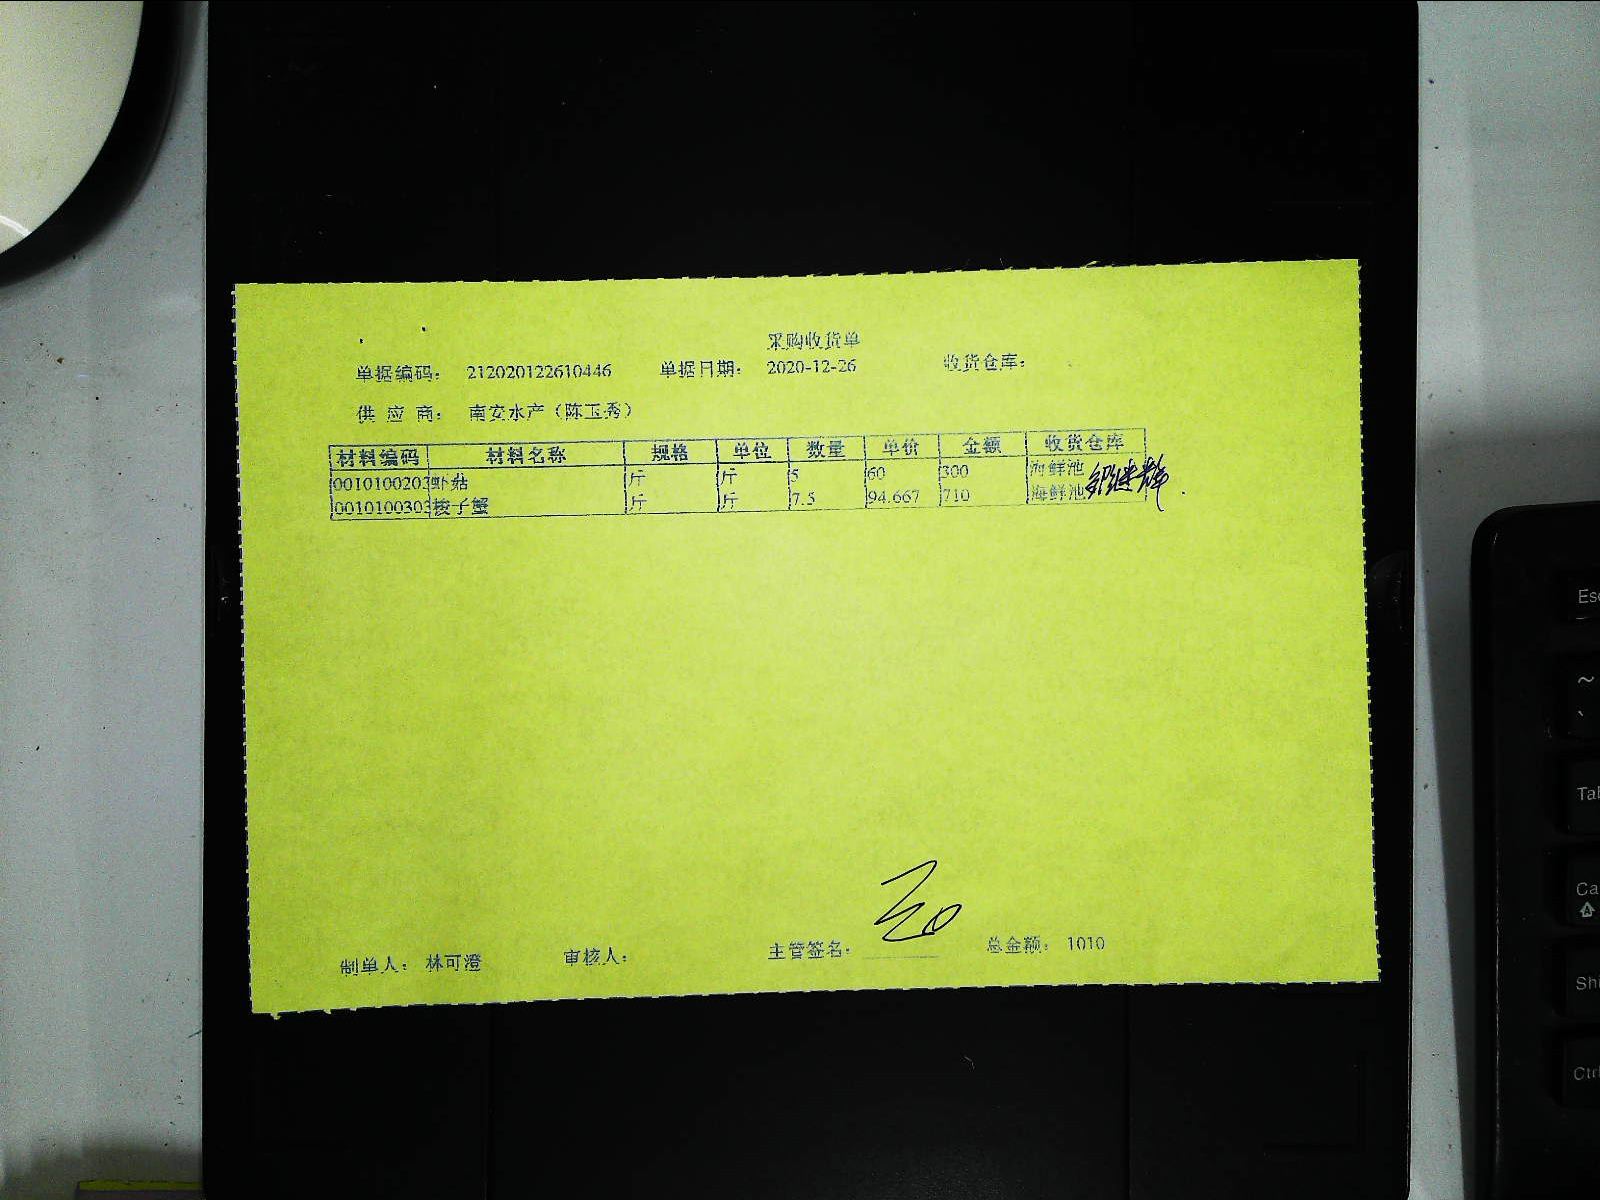 采购收货单
单据编码： 212020122610446 单据日期： 2020-12-26 收货仓库：
供 应 商： 南安水产（陈玉秀）
材料编码 材料名称 规格 单位 数量 单价 金额 收货仓库
0010100203 虾姑 斤 斤 5 60 300 海鲜池
0010100303 梭子蟹 斤 斤 7.5 94.667 710 海鲜池
制单人： 林可澄 审核人： 主管签名： 总金额： 1010
Esc
~
`
Tab
Ca
Shi
Ctrl